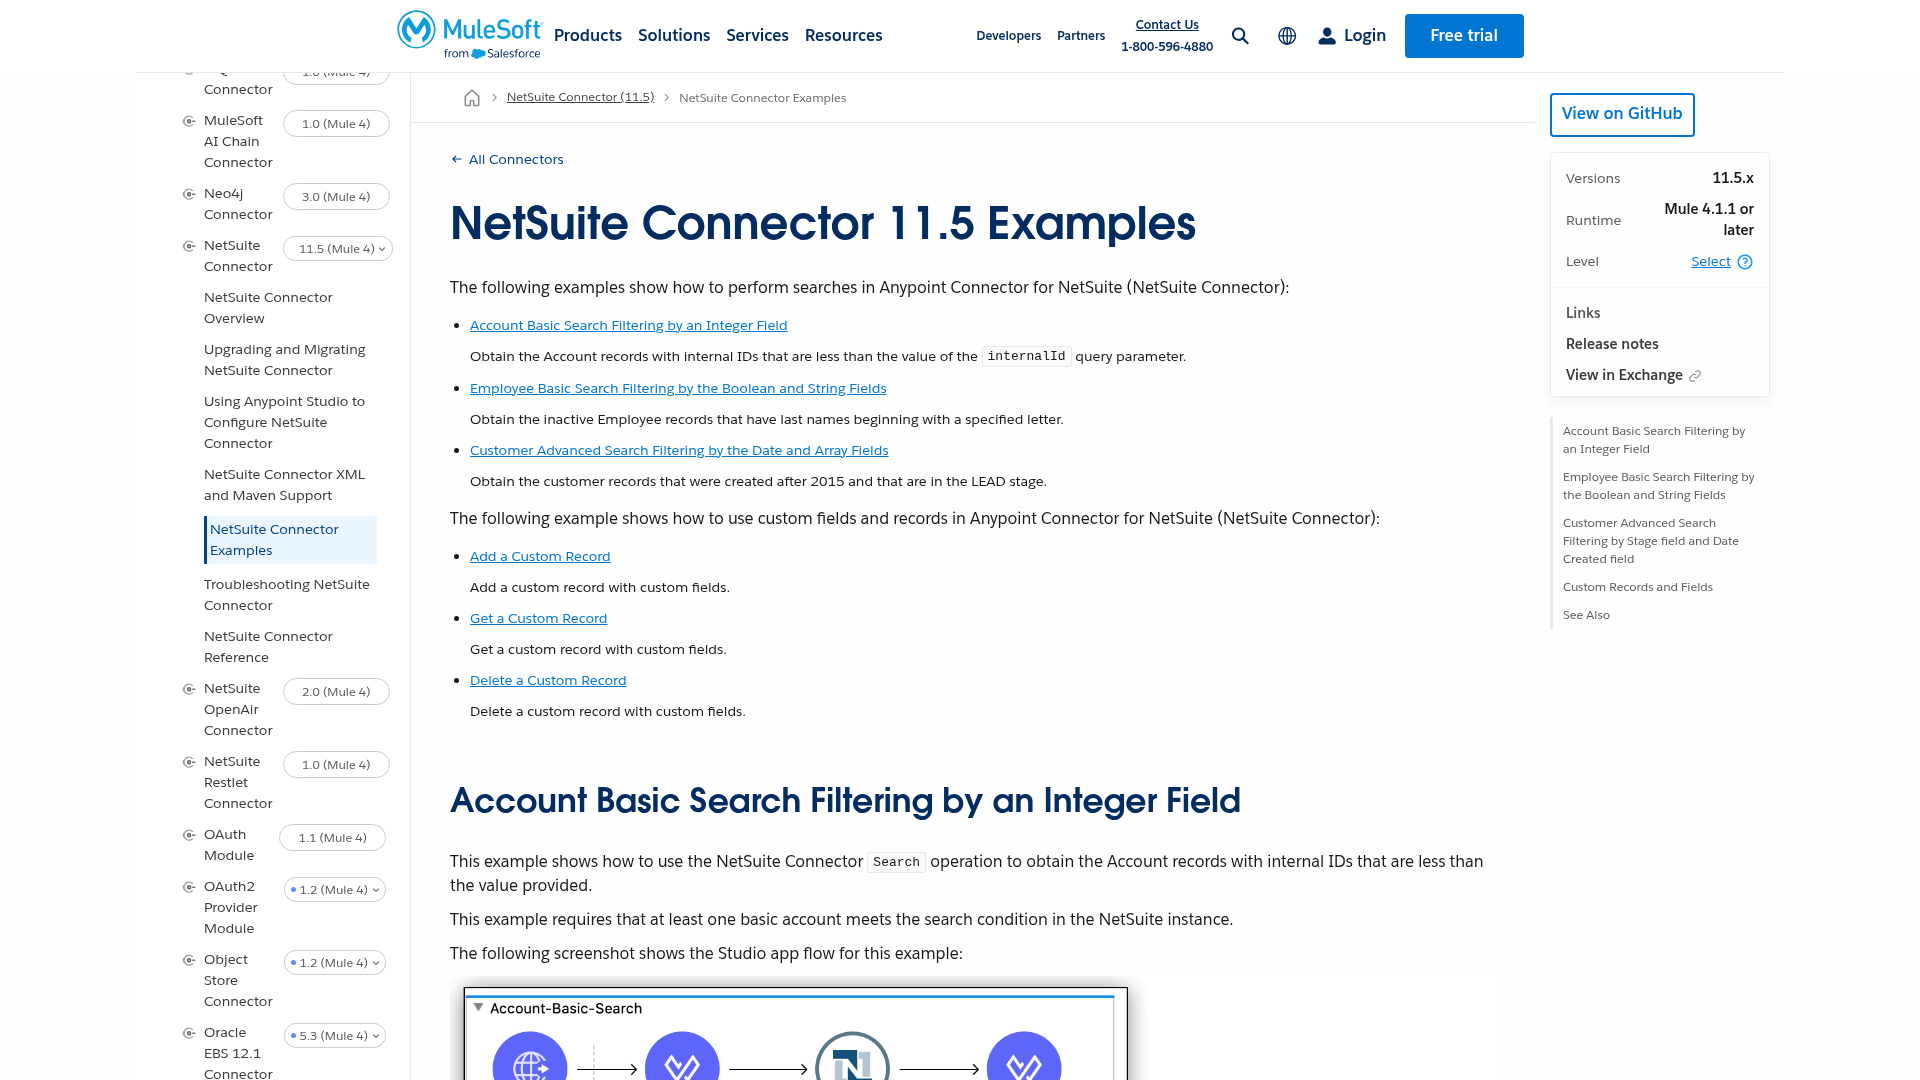 MuleSoft
from Salesforce
Products Solutions Services Resources
Developers Partners
Contact Us
1-800-596-4880
Login
Free trial
Connector
MuleSoft AI Chain Connector 1.0 (Mule 4)
Neo4j Connector 3.0 (Mule 4)
NetSuite Connector 11.5 (Mule 4)
NetSuite Connector Overview
Upgrading and Migrating NetSuite Connector
Using Anypoint Studio to Configure NetSuite Connector
NetSuite Connector XML and Maven Support
NetSuite Connector Examples
Troubleshooting NetSuite Connector
NetSuite Connector Reference
NetSuite OpenAir Connector 2.0 (Mule 4)
NetSuite Restlet Connector 1.0 (Mule 4)
OAuth Module 1.1 (Mule 4)
OAuth2 Provider Module 1.2 (Mule 4)
Object Store Connector 1.2 (Mule 4)
Oracle EBS 12.1 Connector 5.3 (Mule 4)
NetSuite Connector (11.5) NetSuite Connector Examples
All Connectors
NetSuite Connector 11.5 Examples
The following examples show how to perform searches in Anypoint Connector for NetSuite (NetSuite Connector):
Account Basic Search Filtering by an Integer Field
Obtain the Account records with internal IDs that are less than the value of the internalId query parameter.
Employee Basic Search Filtering by the Boolean and String Fields
Obtain the inactive Employee records that have last names beginning with a specified letter.
Customer Advanced Search Filtering by the Date and Array Fields
Obtain the customer records that were created after 2015 and that are in the LEAD stage.
The following example shows how to use custom fields and records in Anypoint Connector for NetSuite (NetSuite Connector):
Add a Custom Record
Add a custom record with custom fields.
Get a Custom Record
Get a custom record with custom fields.
Delete a Custom Record
Delete a custom record with custom fields.
Account Basic Search Filtering by an Integer Field
This example shows how to use the NetSuite Connector Search operation to obtain the Account records with internal IDs that are less than
the value provided.
This example requires that at least one basic account meets the search condition in the NetSuite instance.
The following screenshot shows the Studio app flow for this example:
Account-Basic-Search
View on GitHub
Versions 11.5.x
Runtime Mule 4.1.1 or later
Level Select
Links
Release notes
View in Exchange
Account Basic Search Filtering by
an Integer Field
Employee Basic Search Filtering by
the Boolean and String Fields
Customer Advanced Search
Filtering by Stage field and Date
Created field
Custom Records and Fields
See Also